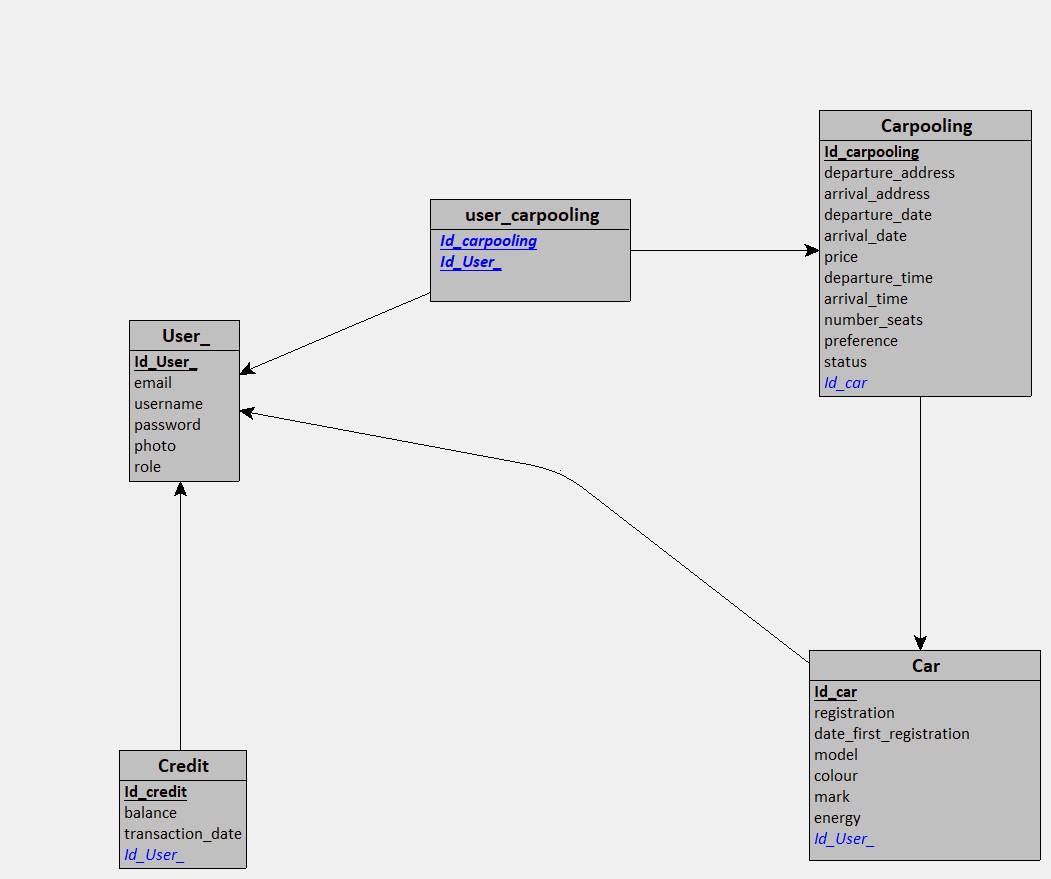 Carpooling
Id_carpooling
departure_address
arrival_address
departure_date
arrival_date
price
departure_time
arrival_time
number_seats
preference
status
Id_car
user_carpooling
Id_carpooling
Id_User_
User_
Id_User_
email
username
password
photo
role
Car
Id_car
registration
date_first_registration
model
colour
mark
energy
Id_User_
Credit
Id_credit
balance
transaction_date
Id_User_